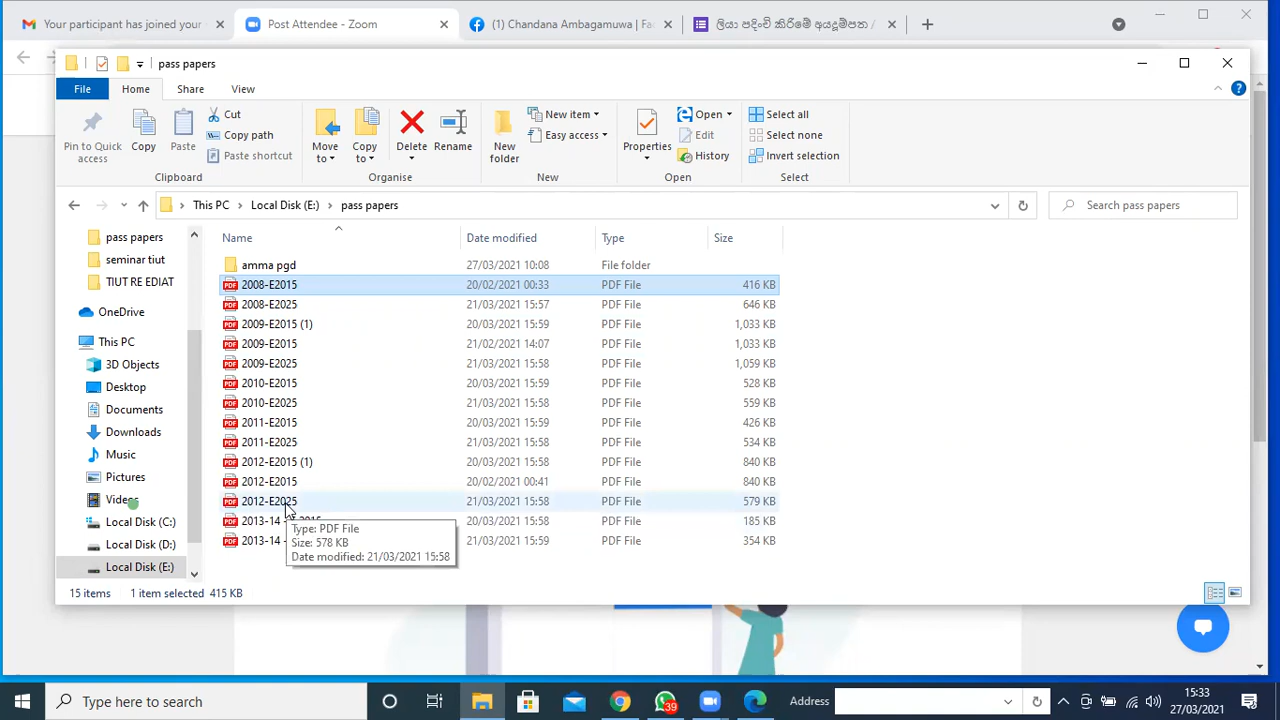 Your participant has joined your
Post Attendee - Zoom
(1) Chandana Ambagamuwa | Fa
ලියා පදිංචි කිරීමේ අයදුම්පත /
pass papers
File
Home
Share
View
Pin to Quick access
Copy
Paste
Cut
Copy path
Paste shortcut
Move to
Copy to
Delete
Rename
New folder
New item
Easy access
Properties
Open
Edit
History
Select all
Select none
Invert selection
Clipboard
Organise
New
Open
Select
This PC
Local Disk (E:)
pass papers
Search pass papers
Name Date modified Type Size
amma pgd 27/03/2021 10:08 File folder
2008-E2015 20/02/2021 00:33 PDF File 416 KB
2008-E2025 21/03/2021 15:57 PDF File 646 KB
2009-E2015 (1) 20/03/2021 15:59 PDF File 1,033 KB
2009-E2015 21/02/2021 14:07 PDF File 1,033 KB
2009-E2025 21/03/2021 15:58 PDF File 1,059 KB
2010-E2015 20/03/2021 15:59 PDF File 528 KB
2010-E2025 21/03/2021 15:58 PDF File 559 KB
2011-E2015 20/03/2021 15:59 PDF File 426 KB
2011-E2025 21/03/2021 15:58 PDF File 534 KB
2012-E2015 (1) 20/03/2021 15:58 PDF File 840 KB
2012-E2015 20/02/2021 00:41 PDF File 840 KB
2012-E2025 21/03/2021 15:58 PDF File 579 KB
2013-14 20/03/2021 15:58 PDF File 185 KB
2013-14 - 21/03/2021 15:59 PDF File 354 KB
Type: PDF File
Size: 578 KB
Date modified: 21/03/2021 15:58
pass papers
seminar tiut
TIUT RE EDIAT
OneDrive
This PC
3D Objects
Desktop
Documents
Downloads
Music
Pictures
Videos
Local Disk (C:)
Local Disk (D:)
Local Disk (E:)
15 items 1 item selected 415 KB
Type here to search
39
Address
15:33
27/03/2021